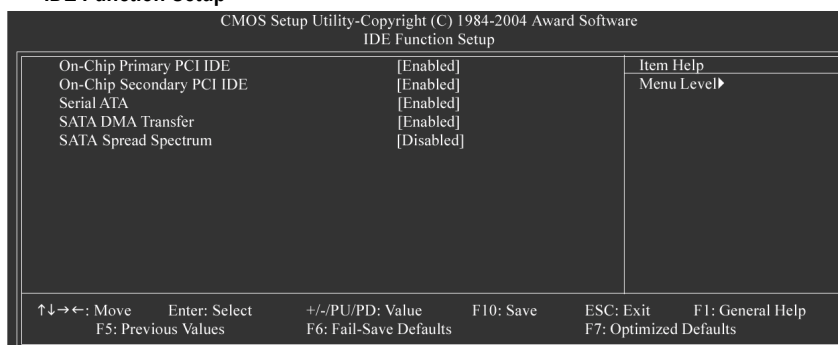 IDE Function Setup
CMOS Setup Utility-Copyright (C) 1984-2004 Award Software
IDE Function Setup
On-Chip Primary PCI IDE [Enabled] Item Help
On-Chip Secondary PCI IDE [Enabled] Menu Level▶
Serial ATA [Enabled]
SATA DMA Transfer [Enabled]
SATA Spread Spectrum [Disabled]
↑↓→←: Move Enter: Select +/-/PU/PD: Value F10: Save ESC: Exit F1: General Help
F5: Previous Values F6: Fail-Save Defaults F7: Optimized Defaults